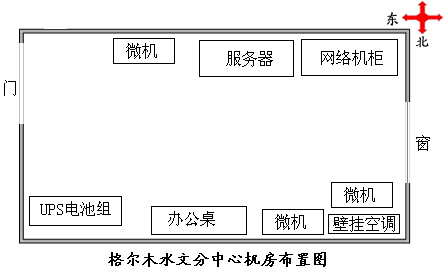 东
北
微机
服务器
网络机柜
门
窗
UPS电池组
办公桌
微机
微机
壁挂空调
格尔木水文分中心机房布置图